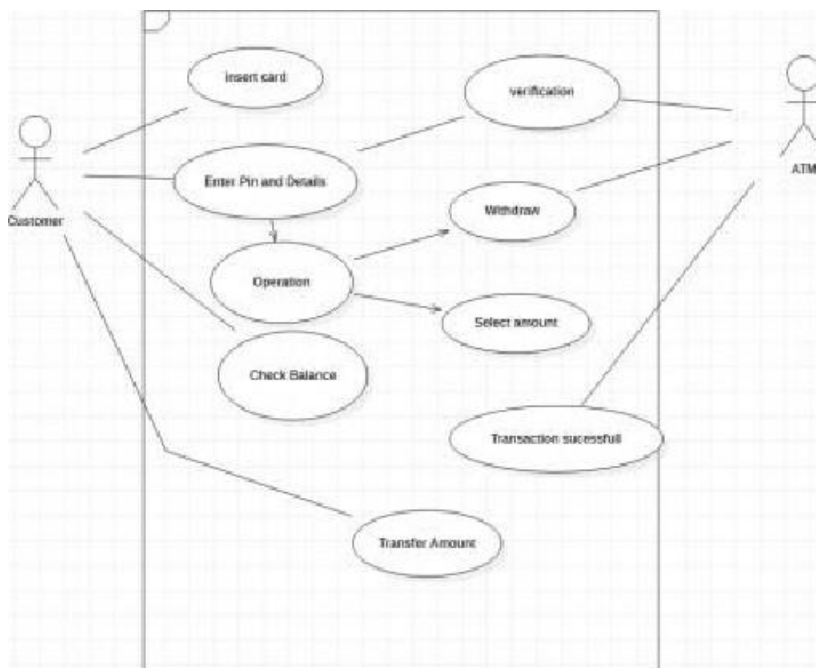 insert card
verification
ATM
Enter Pin and Details
Customer
Withdraw
Operation
Select amount
Check Balance
Transaction sucessfull
Transfer Amount